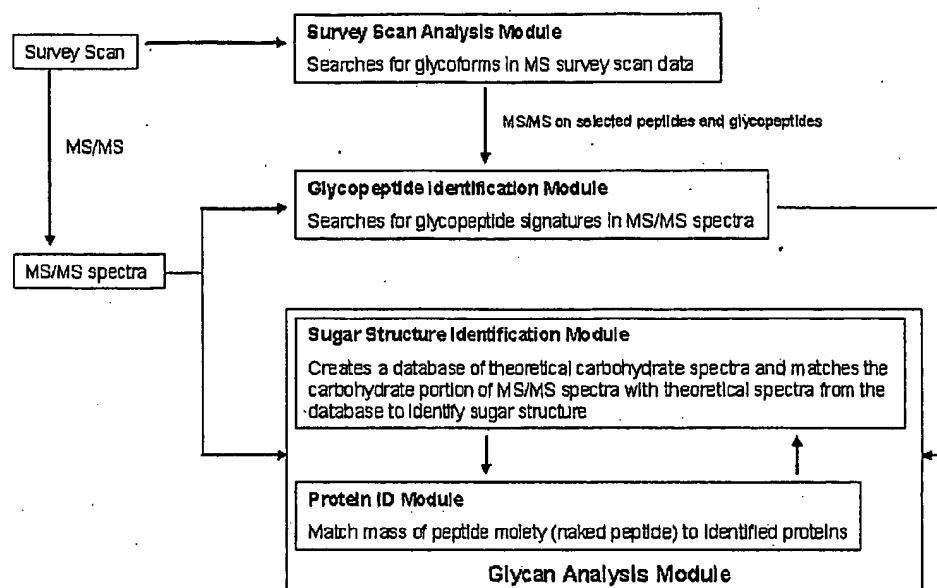 Survey Scan
Survey Scan Analysis Module
Searches for glycoforms in MS survey scan data
MS/MS
MS/MS on selected peptides and glycopeptides
Glycopeptide Identification Module
Searches for glycopeptide signatures in MS/MS spectra
MS/MS spectra
Sugar Structure Identification Module
Creates a database of theoretical carbohydrate spectra and matches the
carbohydrate portion of MS/MS spectra with theoretical spectra from the
database to identify sugar structure
Protein ID Module
Match mass of peptide moiety (naked peptide) to identified proteins
Glycan Analysis Module